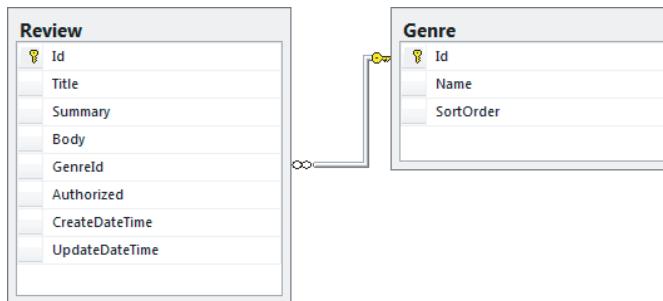 Review
Id
Title
Summary
Body
GenreId
Authorized
CreateDateTime
UpdateDateTime
Genre
Id
Name
SortOrder